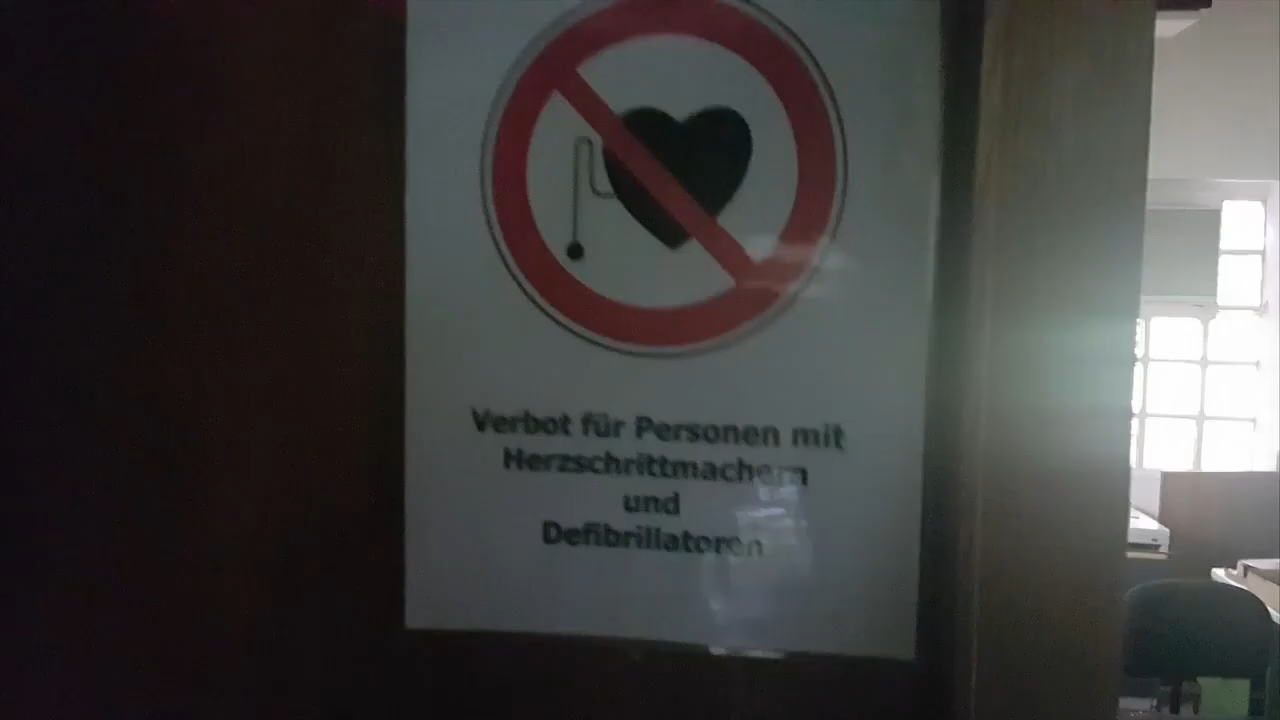 Verbot für Personen mit
Herzschrittmachern
und
Defibrillatoren